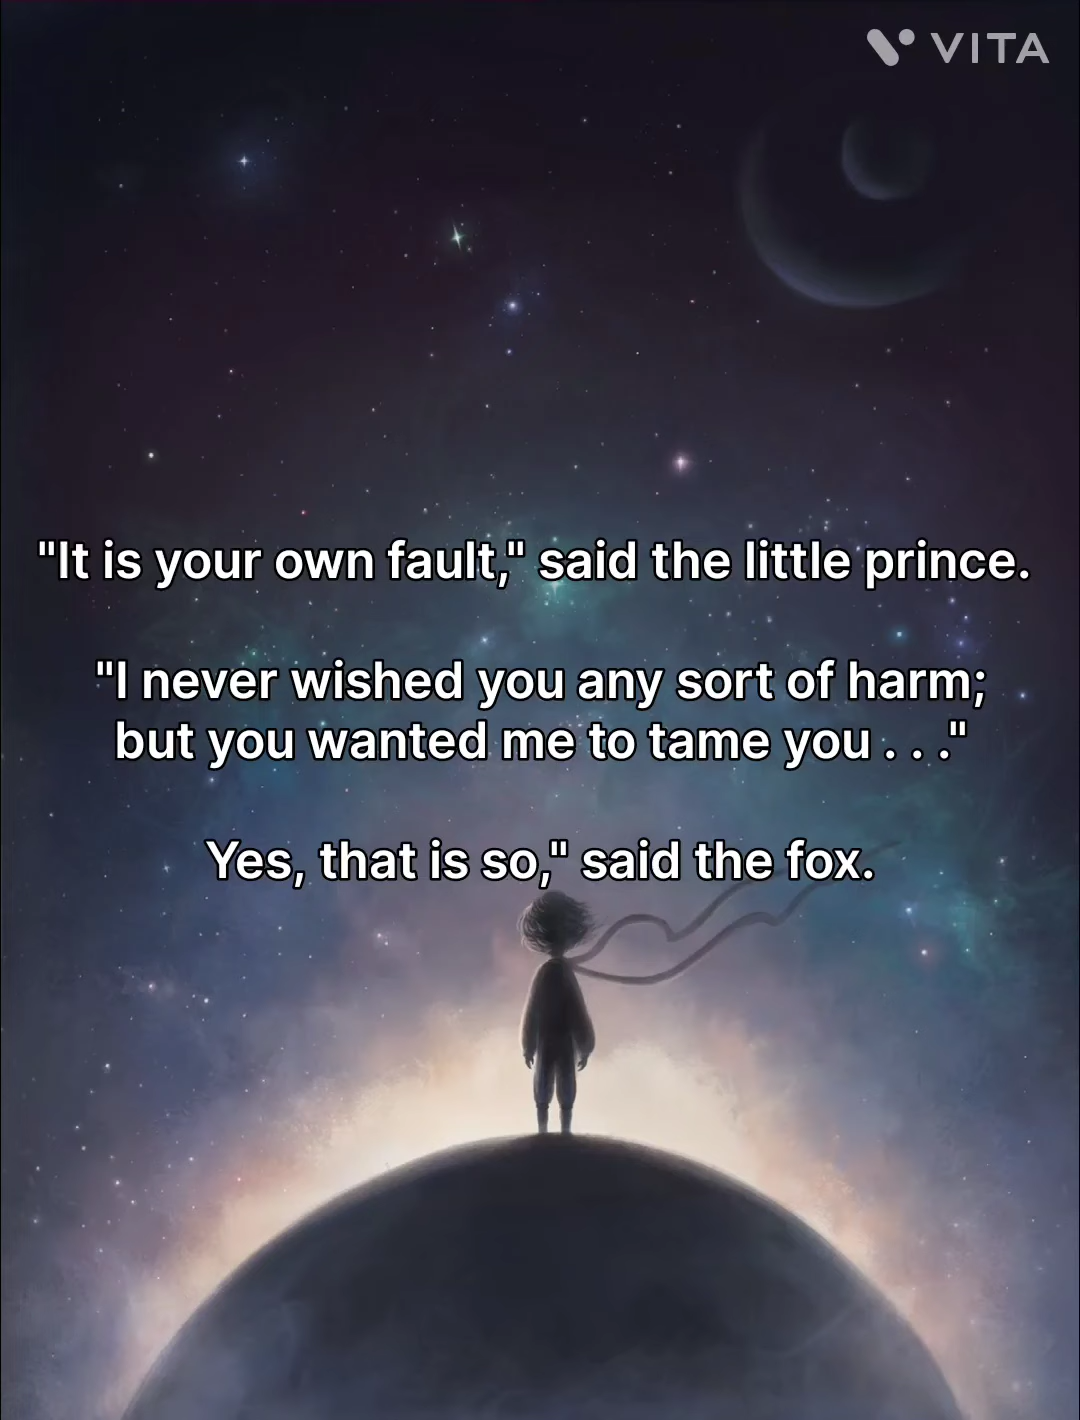 VITA
"It is your own fault," said the little prince.
"I never wished you any sort of harm;
but you wanted me to tame you . . ."
Yes, that is so," said the fox.